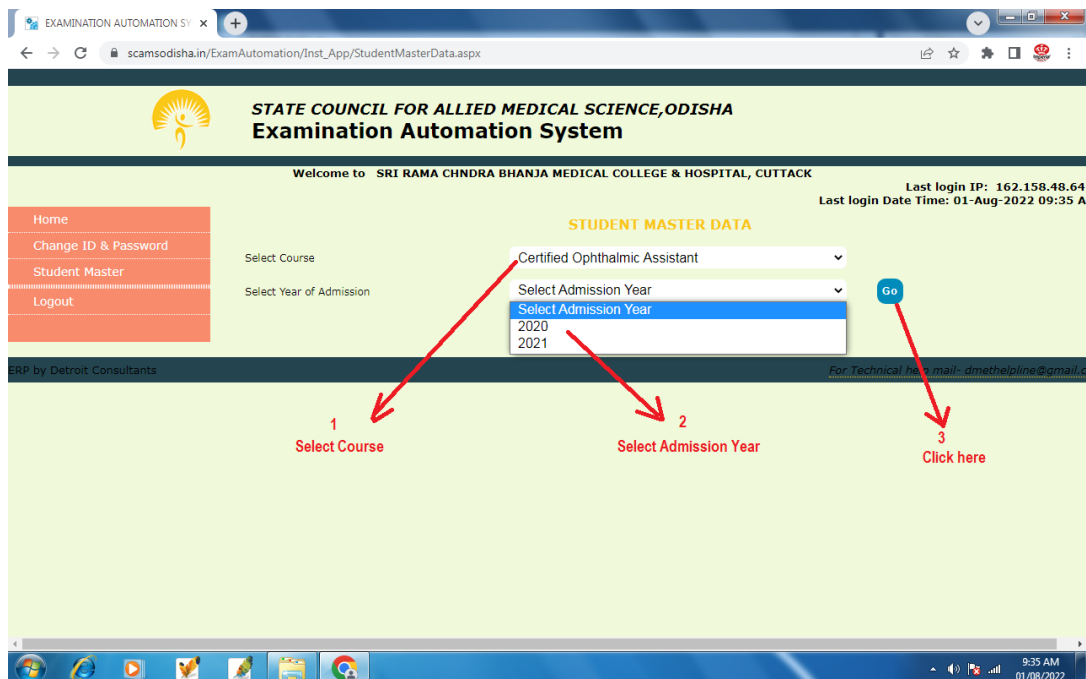 EXAMINATION AUTOMATION SY
scamsodisha.in/ExamAutomation/Inst_App/StudentMasterData.aspx
STATE COUNCIL FOR ALLIED MEDICAL SCIENCE,ODISHA
Examination Automation System
Welcome to SRI RAMA CHNDRA BHANJA MEDICAL COLLEGE & HOSPITAL, CUTTACK
Last login IP: 162.158.48.64
Last login Date Time: 01-Aug-2022 09:35 A
Home
Change ID & Password
Student Master
Logout
STUDENT MASTER DATA
Select Course
Certified Ophthalmic Assistant
Select Year of Admission
Select Admission Year
Go
Select Admission Year
2020
2021
ERP by Detroit Consultants
For Technical help mail- dmethelpline@gmail.c
1
Select Course
2
Select Admission Year
3
Click here
9:35 AM
01/08/2022